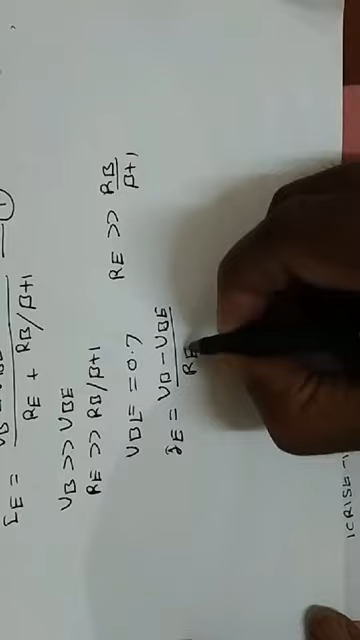 IE = VB - VBE / RE + RB/β+1 — 1
VB >> VBE
RE >> RB/β+1
VBE = 0.7 RE >> RB/β+1
IE = VB - VBE / RE